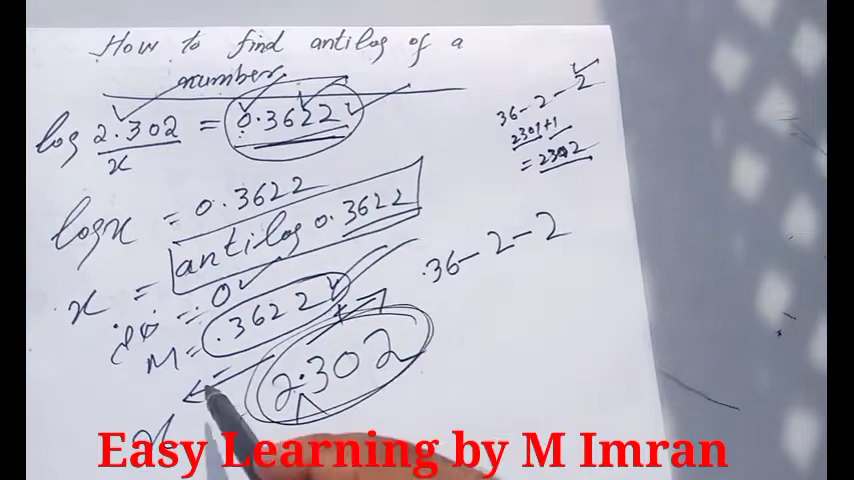 How to find antilog of a
number
log 2.302 = 0.3622
x
36-2-2
2301+1
= 2302
log x = 0.3622
x = antilog 0.3622
= 0
M = .3622
.36-2-2
2.302
x
Easy Learning by M Imran